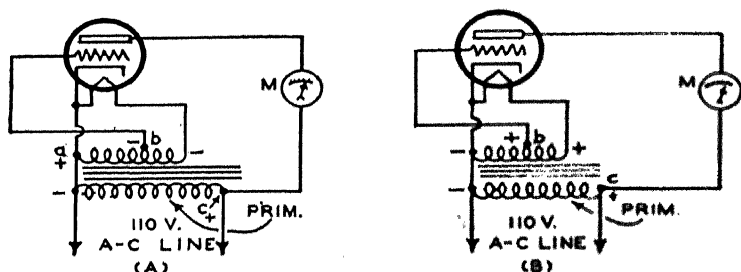 M
a
+
−
b
−
−
c
+
PRIM.
110 V.
A-C LINE
(A)
M
−
+
b
+
−
c
+
PRIM.
110 V.
A-C LINE
(B)